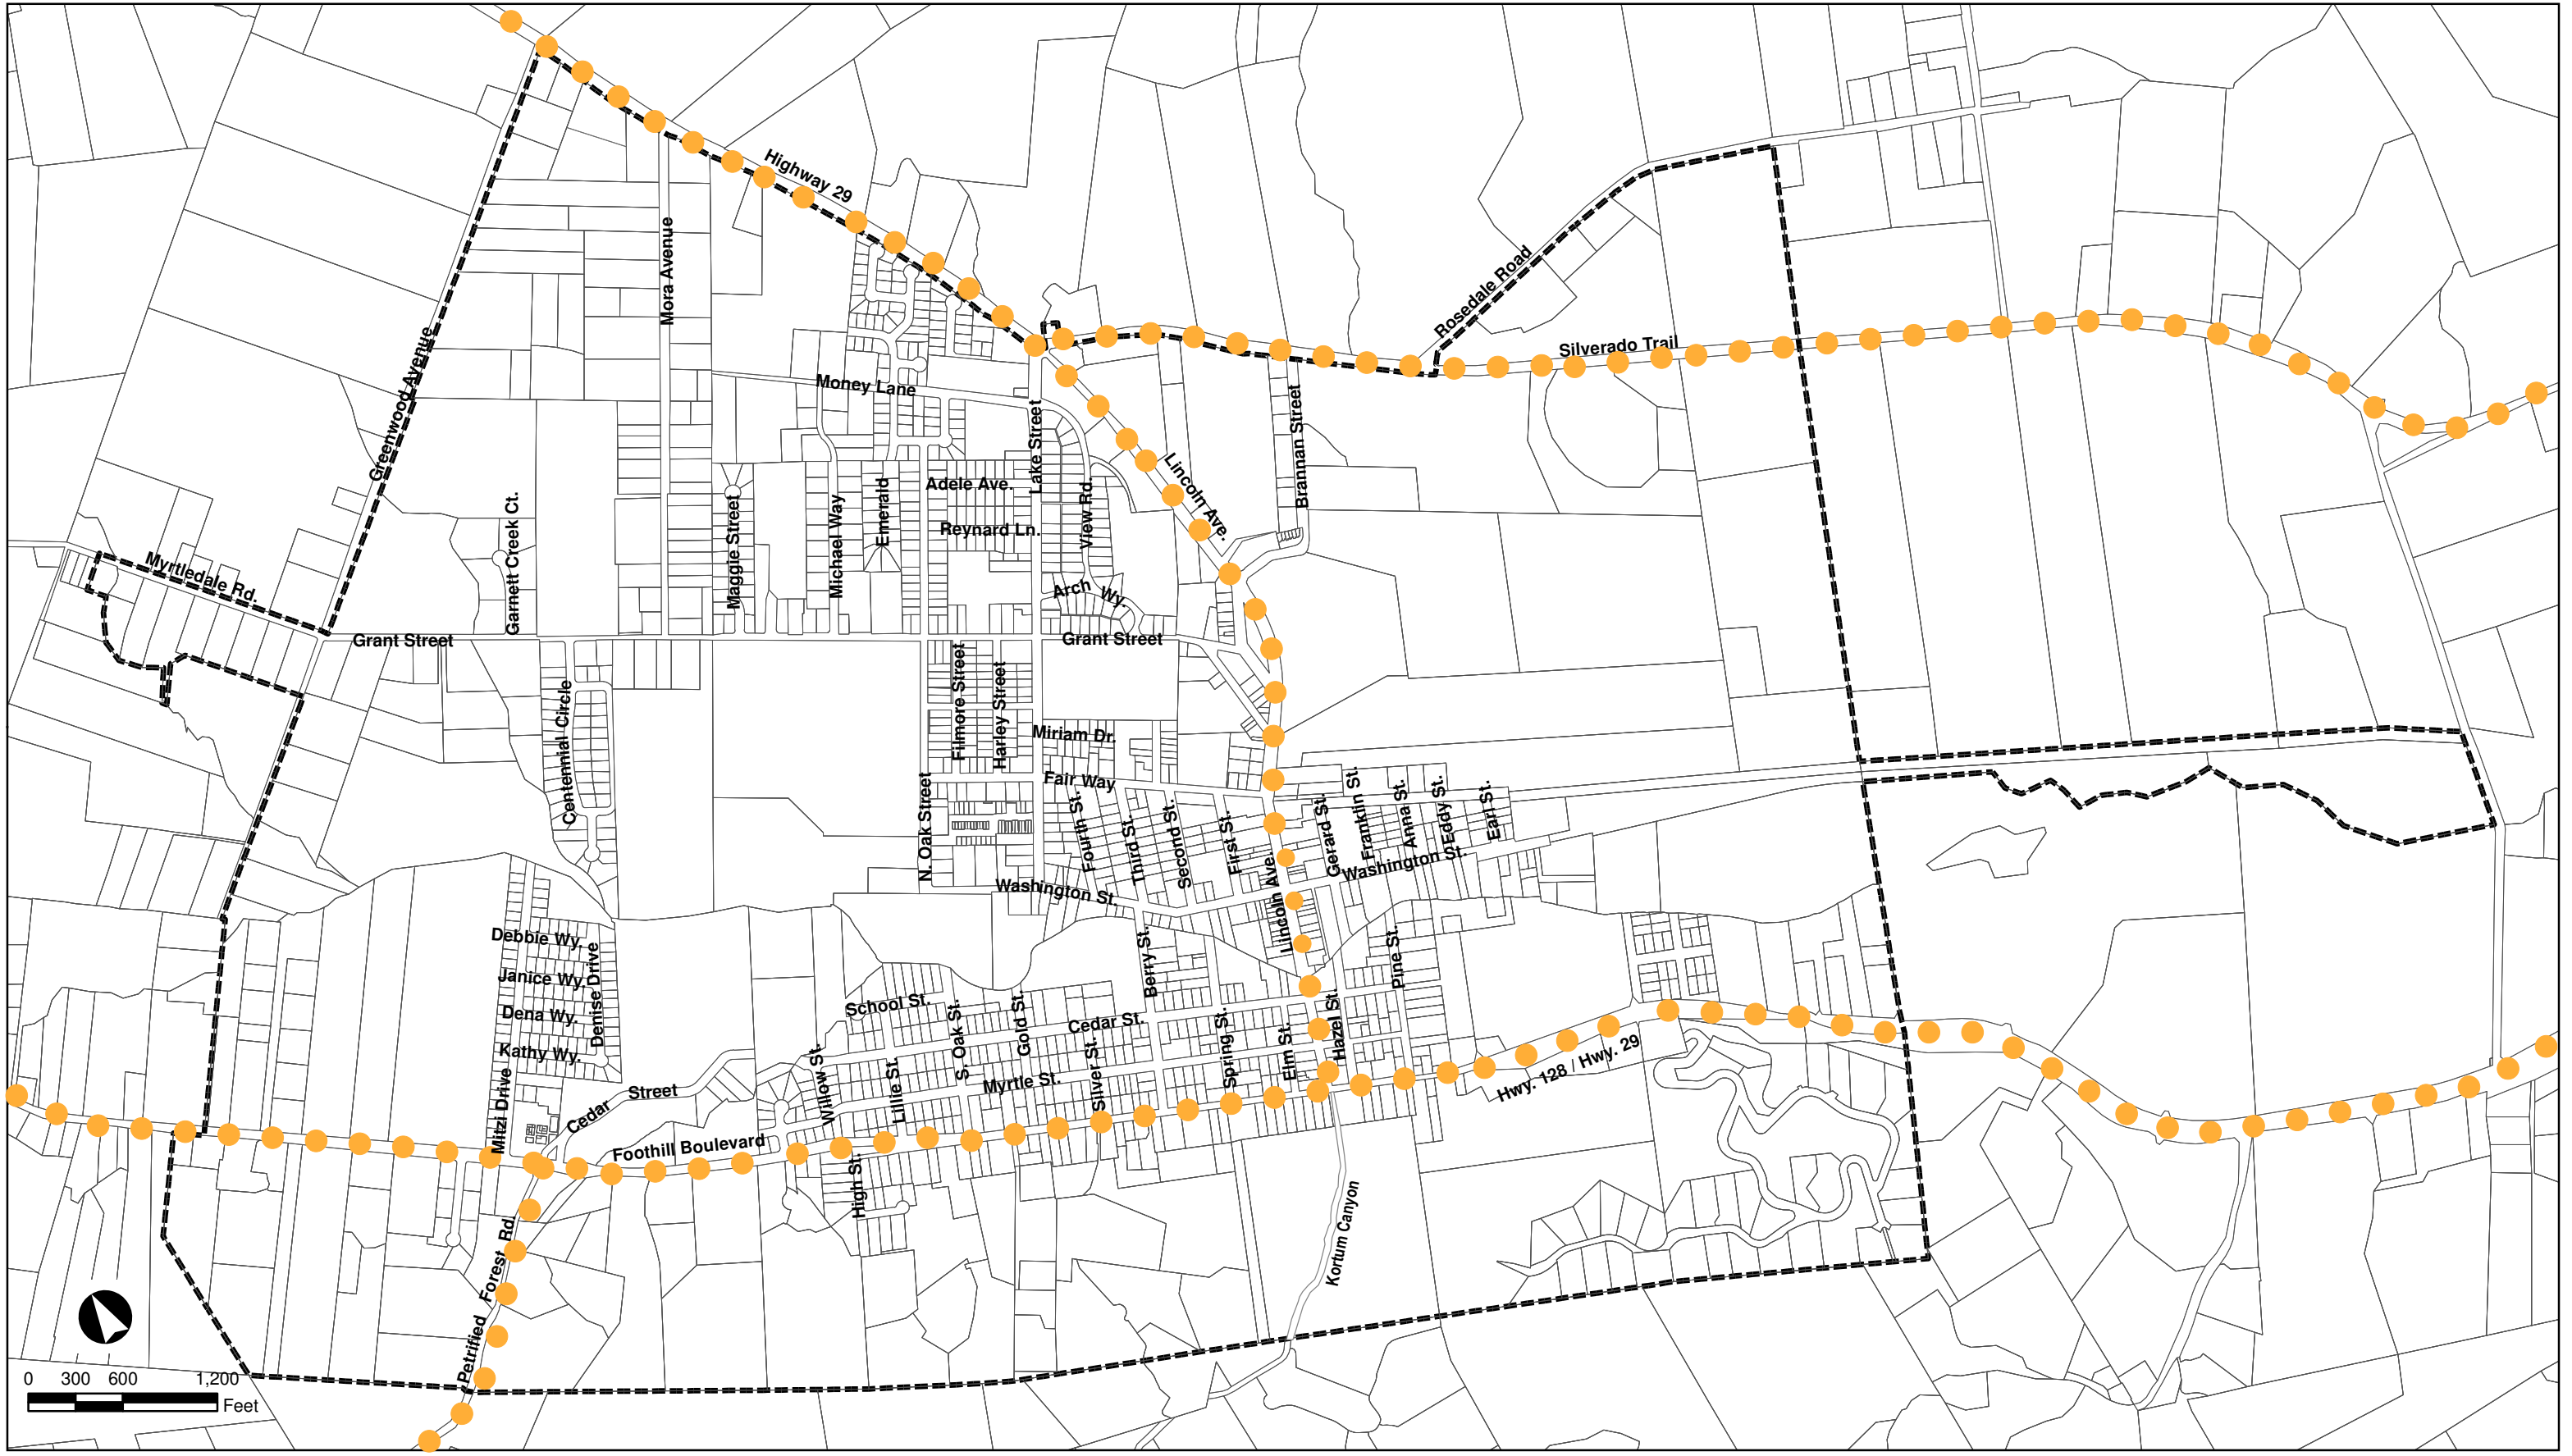 Highway 29
Mora Avenue
Rosedale Road
Silverado Trail
Greenwood Avenue
Money Lane
Lake Street
Brannan Street
Lincoln Ave.
Adele Ave.
View Rd.
Reynard Ln.
Garnett Creek Ct.
Maggie Street
Michael Way
Emerald
Myrtledale Rd.
Arch Wy.
Grant Street
Grant Street
Centennial Circle
Filmore Street
Harley Street
Miriam Dr.
Fair Way
N. Oak Street
Fourth St.
Third St.
Second St.
First St.
Gerard St.
Franklin St.
Anna St.
Eddy St.
Earl St.
Washington St.
Washington St.
Lincoln Ave.
Debbie Wy.
Janice Wy.
Dena Wy.
Kathy Wy.
Denise Drive
Berry St.
Pine St.
School St.
S. Oak St.
Gold St.
Cedar St.
Hazel St.
Mitzi Drive
Cedar Street
Willow St.
Lillie St.
Myrtle St.
Silver St.
Spring St.
Elm St.
Hwy. 128 / Hwy. 29
Foothill Boulevard
High St.
Petrified Forest Rd.
Kortum Canyon
0 300 600 1,200
Feet